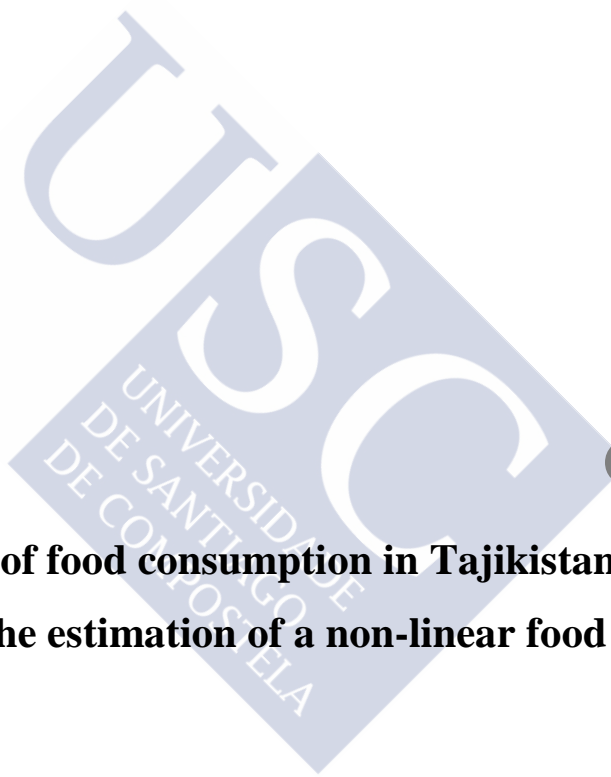 USC
UNIVERSIDADE
DE SANTIAGO
DE COMPOSTELA
of food consumption in Tajikistan
he estimation of a non-linear food